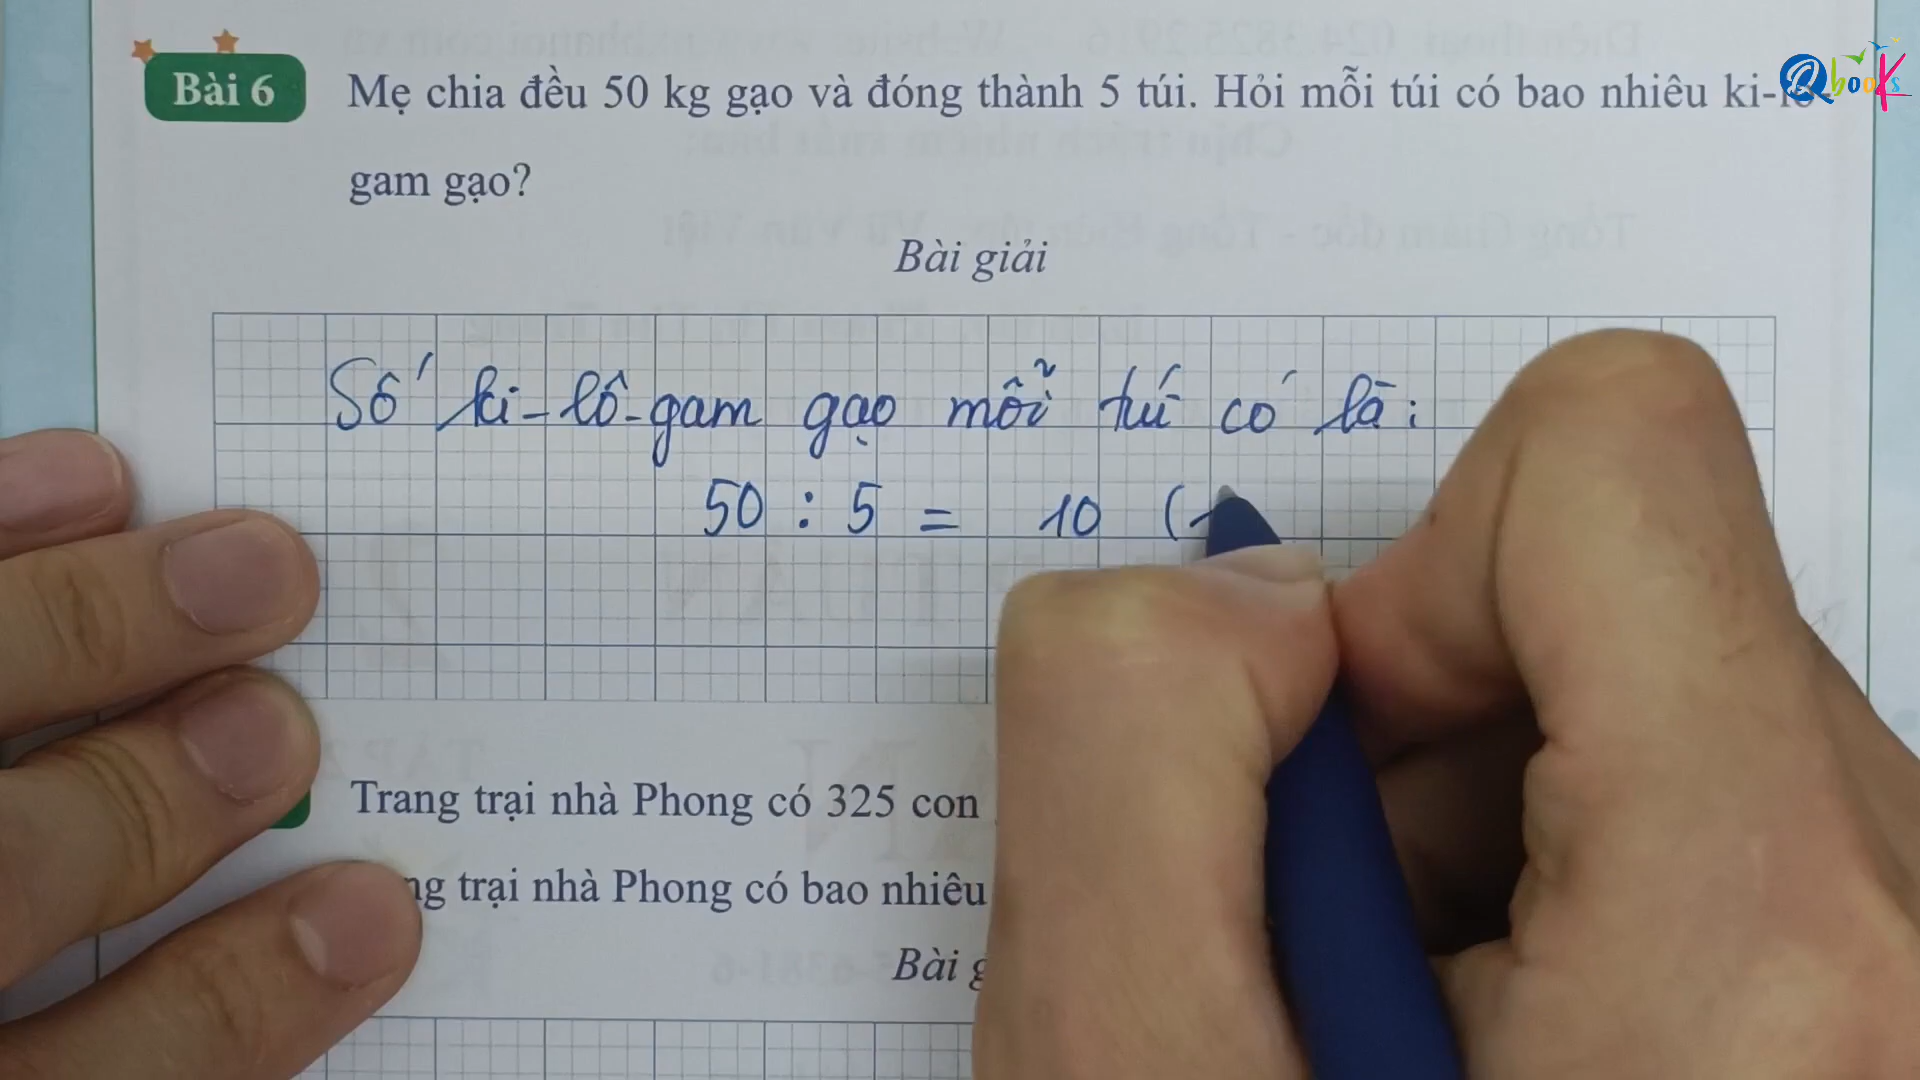 Qbooks
Bài 6 Mẹ chia đều 50 kg gạo và đóng thành 5 túi. Hỏi mỗi túi có bao nhiêu ki-lô-
gam gạo?
Bài giải
Số ki-lô-gam gạo mỗi túi có là:
50 : 5 = 10 (
Trang trại nhà Phong có 325 con
ng trại nhà Phong có bao nhiêu
Bài g